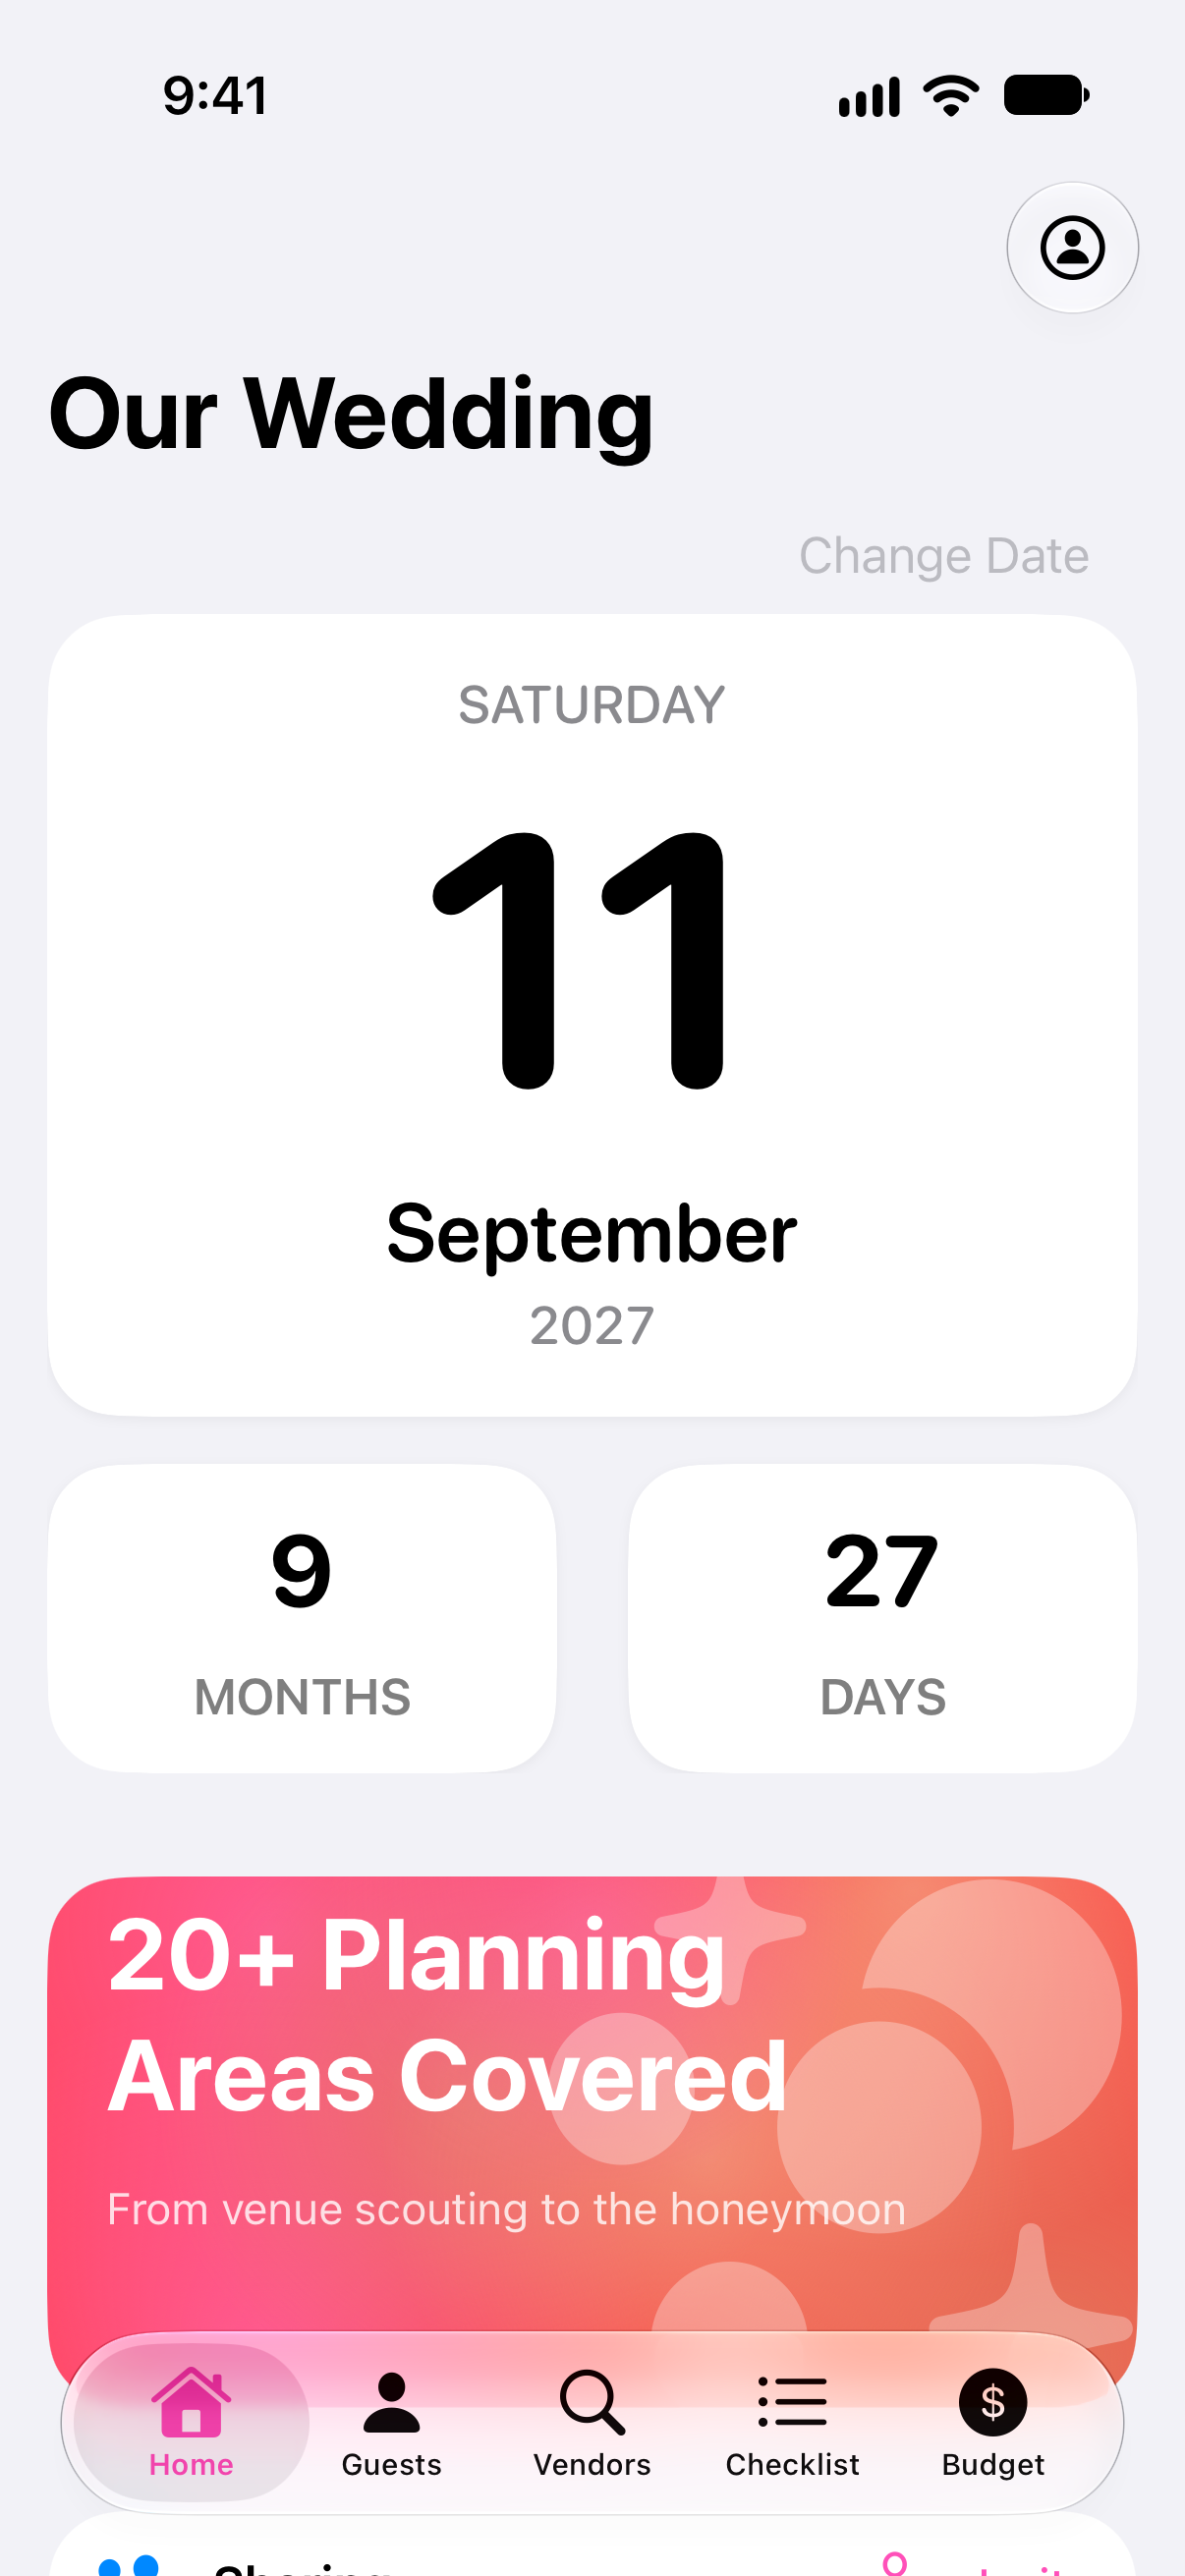 9:41
Our Wedding
Change Date
SATURDAY
11
September
2027
9
MONTHS
27
DAYS
20+ Planning
Areas Covered
From venue scouting to the honeymoon
Home
Guests
Vendors
Checklist
Budget